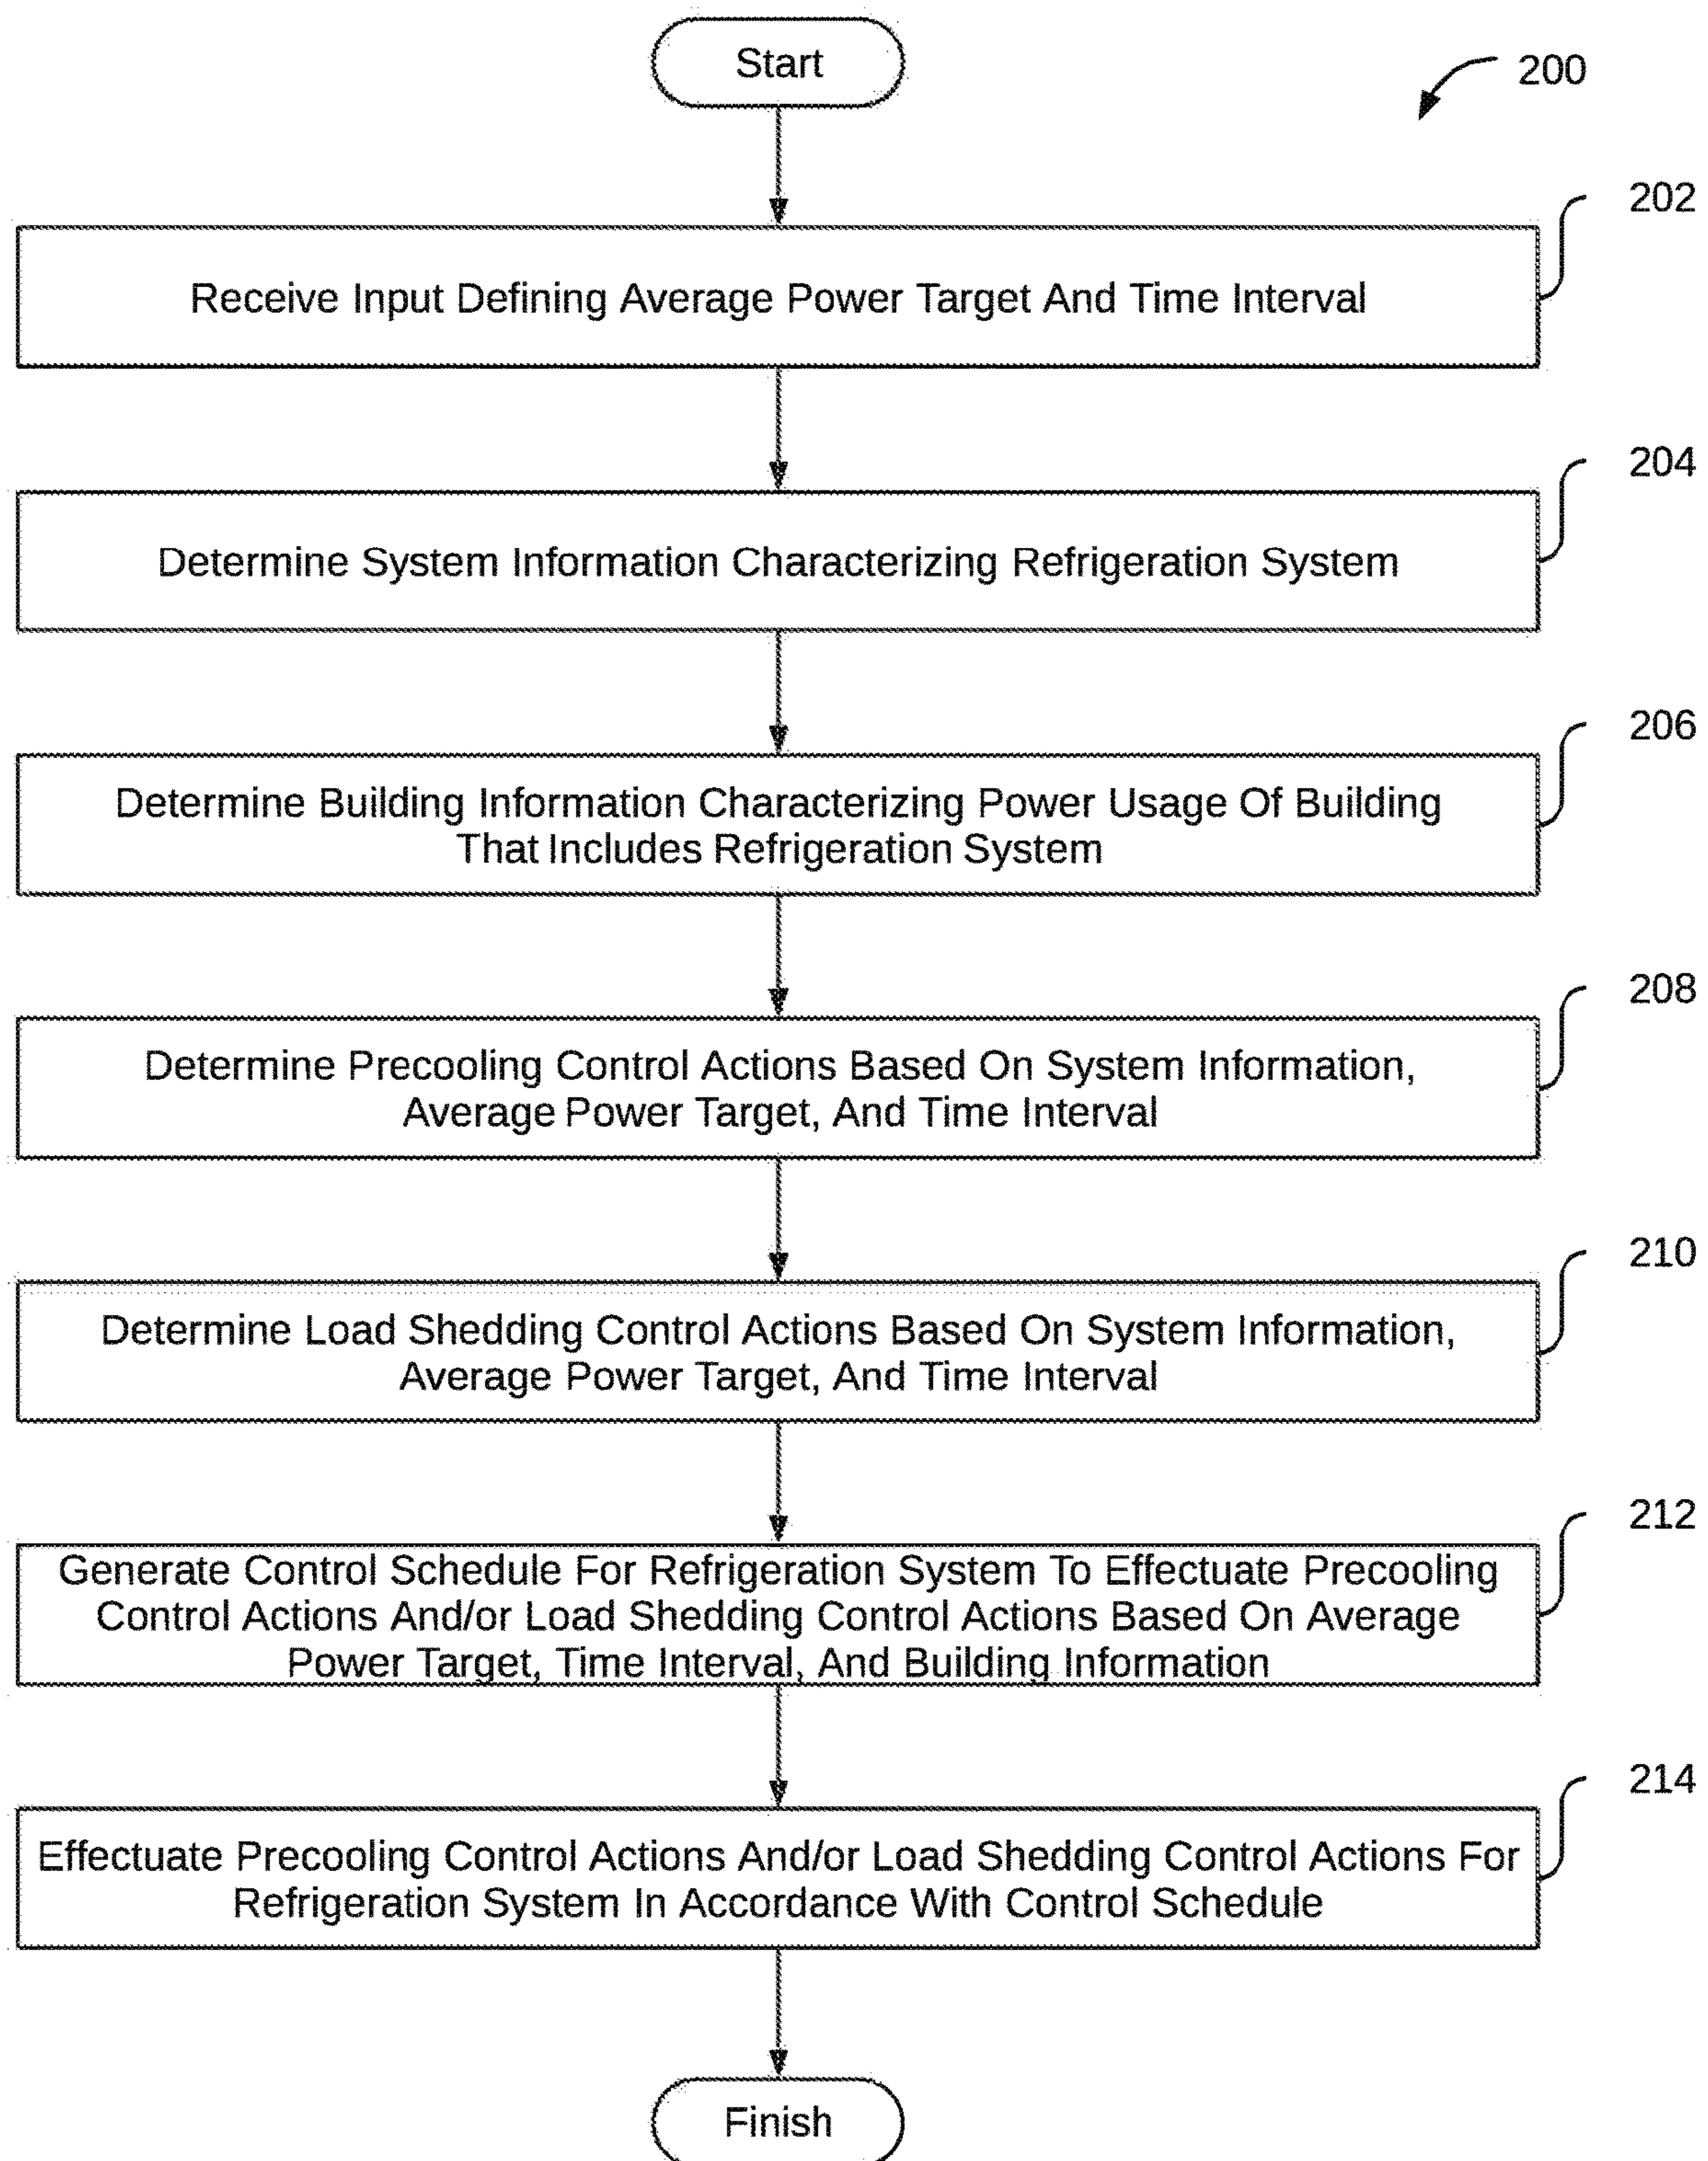 Start
200
202
Receive Input Defining Average Power Target And Time Interval
204
Determine System Information Characterizing Refrigeration System
206
Determine Building Information Characterizing Power Usage Of Building
That Includes Refrigeration System
208
Determine Precooling Control Actions Based On System Information,
Average Power Target, And Time Interval
210
Determine Load Shedding Control Actions Based On System Information,
Average Power Target, And Time Interval
212
Generate Control Schedule For Refrigeration System To Effectuate Precooling
Control Actions And/or Load Shedding Control Actions Based On Average
Power Target, Time Interval, And Building Information
214
Effectuate Precooling Control Actions And/or Load Shedding Control Actions For
Refrigeration System In Accordance With Control Schedule
Finish